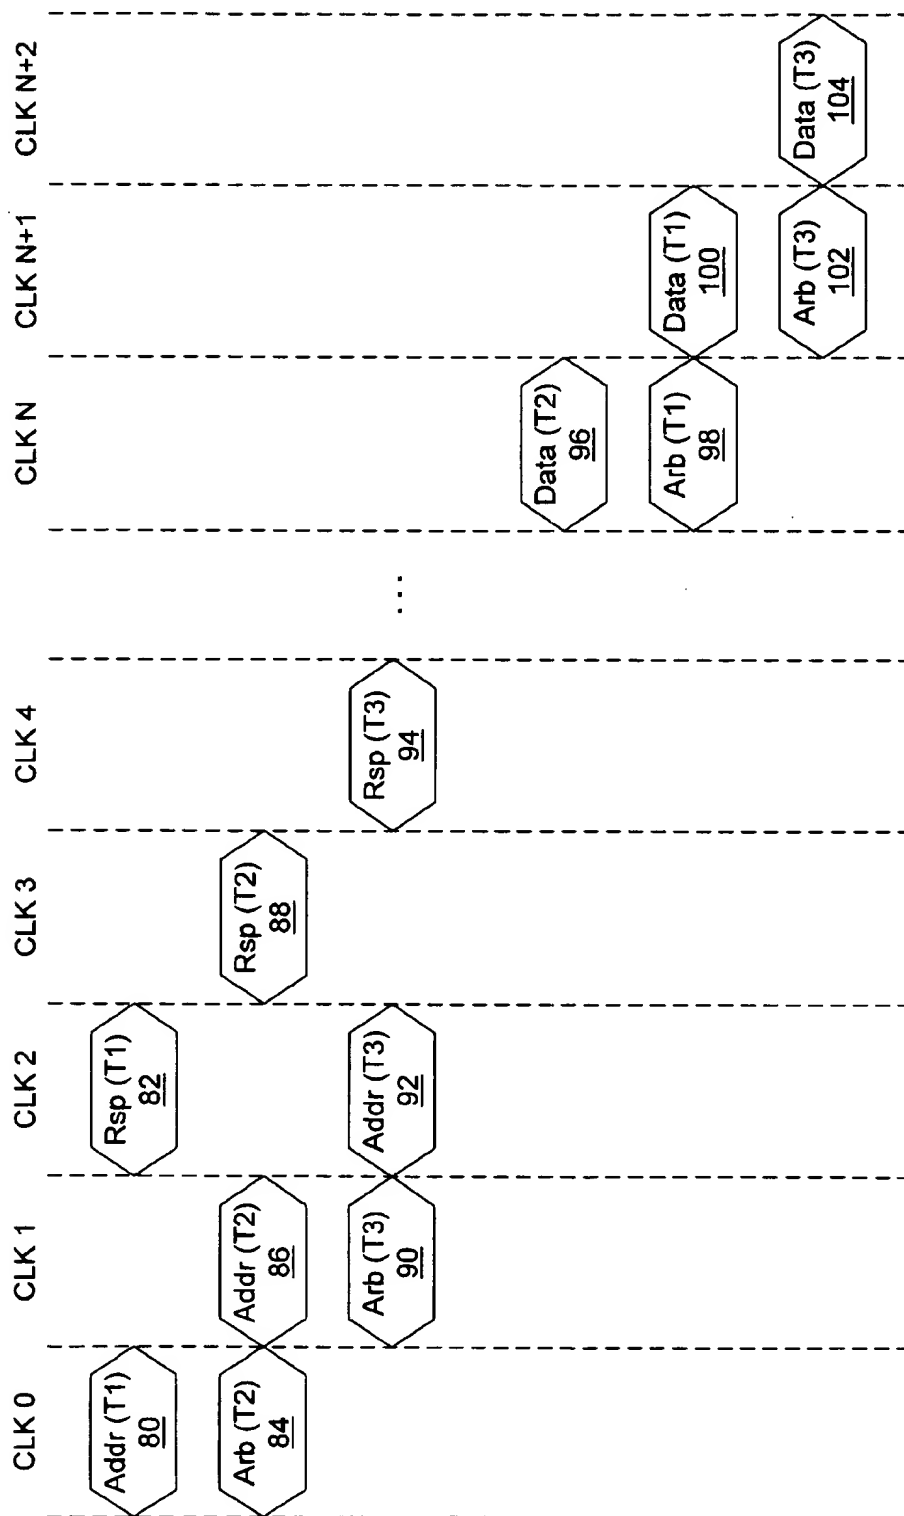 CLK 0
CLK 1
CLK 2
CLK 3
CLK 4
CLK N
CLK N+1
CLK N+2
Addr (T1)
80
Rsp (T1)
82
Arb (T2)
84
Addr (T2)
86
Rsp (T2)
88
Arb (T3)
90
Addr (T3)
92
Rsp (T3)
94
...
Data (T2)
96
Arb (T1)
98
Data (T1)
100
Arb (T3)
102
Data (T3)
104